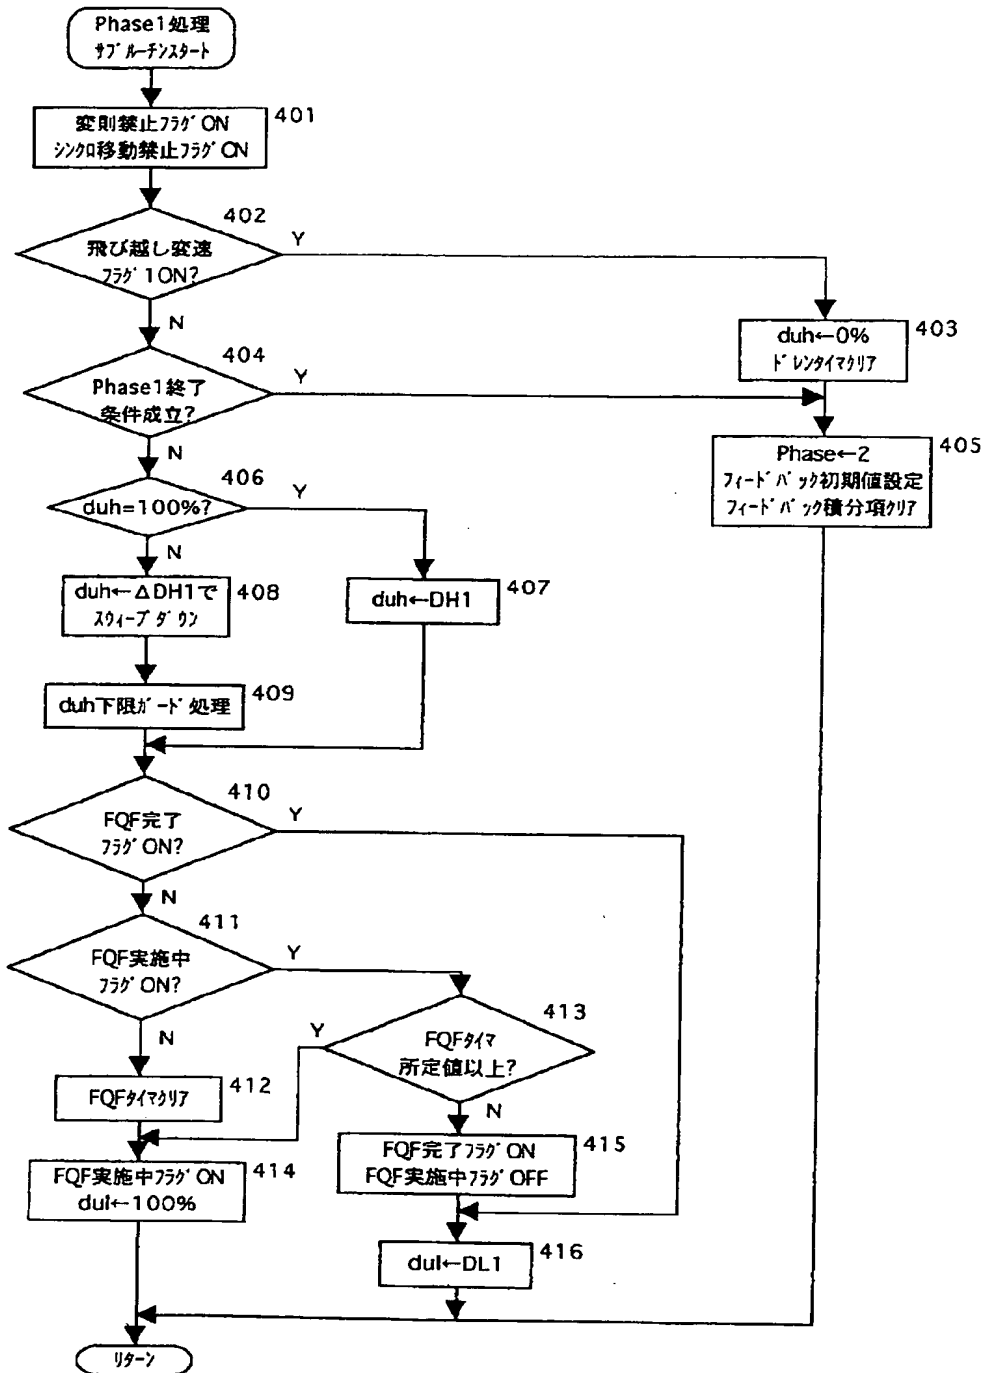 Phase1処理
ｻﾌﾞﾙｰﾁﾝｽﾀｰﾄ
変則禁止ﾌﾗｸﾞON
ｼﾝｸﾛ移動禁止ﾌﾗｸﾞON
401
飛び越し変速
ﾌﾗｸﾞ1ON?
402
Y
N
duh←0%
ﾄﾞﾚﾝﾀｲﾏｸﾘｱ
403
Phase1終了
条件成立?
404
Y
N
Phase←2
ﾌｨｰﾄﾞﾊﾞｯｸ初期値設定
ﾌｨｰﾄﾞﾊﾞｯｸ積分項ｸﾘｱ
405
duh=100%?
406
Y
N
duh←DH1
407
duh←ΔDH1で
ｽｳｨｰﾌﾟﾀﾞｳﾝ
408
duh下限ｶﾞｰﾄﾞ処理
409
FQF完了
ﾌﾗｸﾞON?
410
Y
N
FQF実施中
ﾌﾗｸﾞON?
411
Y
N
FQFﾀｲﾏ
所定値以上?
413
Y
N
FQFﾀｲﾏｸﾘｱ
412
FQF実施中ﾌﾗｸﾞON
dul←100%
414
FQF完了ﾌﾗｸﾞON
FQF実施中ﾌﾗｸﾞOFF
415
dul←DL1
416
ﾘﾀｰﾝ